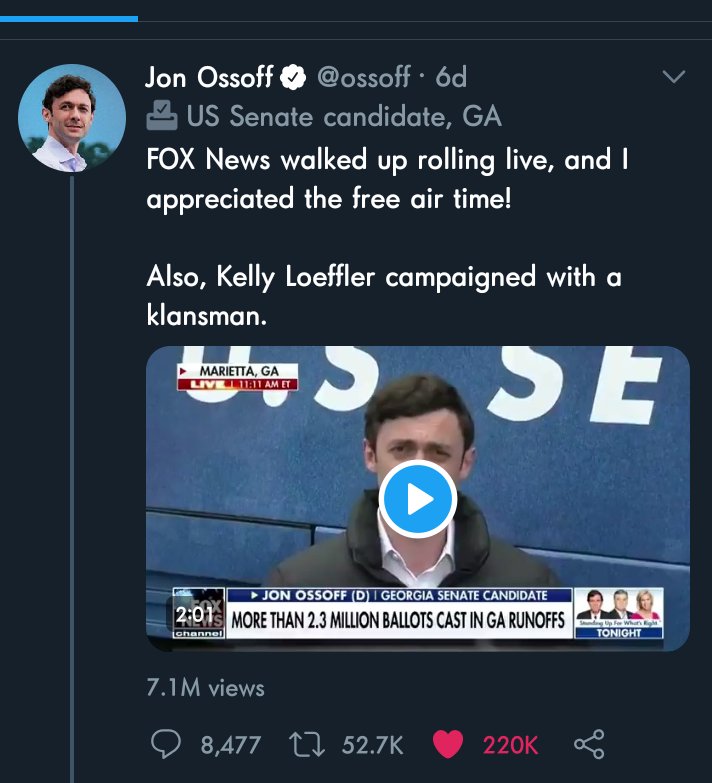 Jon Ossoff @ossoff · 6d
US Senate candidate, GA
FOX News walked up rolling live, and I
appreciated the free air time!
Also, Kelly Loeffler campaigned with a
klansman.
U.S SE
MARIETTA, GA
LIVE 11:11 AM ET
2:01
FOX
NEWS
channel
JON OSSOFF (D) | GEORGIA SENATE CANDIDATE
MORE THAN 2.3 MILLION BALLOTS CAST IN GA RUNOFFS
Standing Up For What's Right
TONIGHT
7.1M views
8,477 52.7K 220K